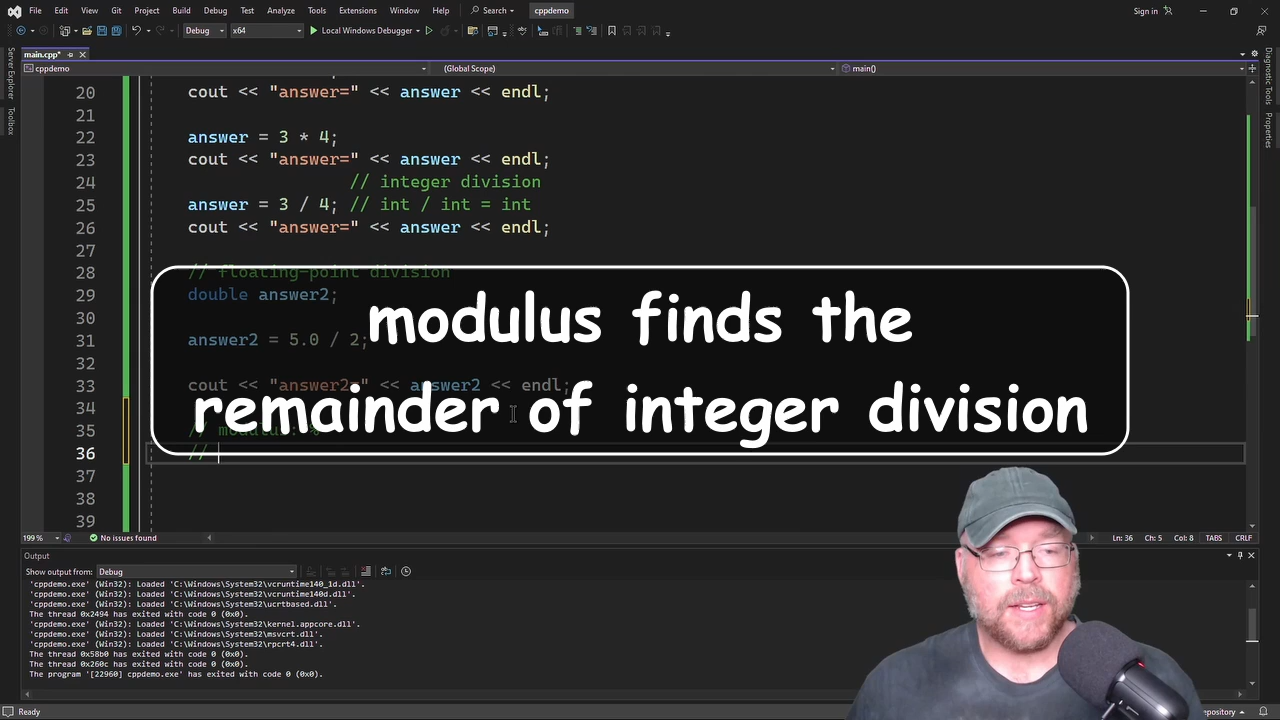 File Edit View Git Project Build Debug Test Analyze Tools Extensions Window Help Search cppdemo Sign in
Debug x64 Local Windows Debugger
main.cpp*
cppdemo (Global Scope) main()
Server Explorer
Toolbox
Diagnostic Tools
Properties
20 cout << "answer=" << answer << endl;
21
22 answer = 3 * 4;
23 cout << "answer=" << answer << endl;
24 // integer division
25 answer = 3 / 4; // int / int = int
26 cout << "answer=" << answer << endl;
27
28 // floating-point division
29 double answer2;
30
31 answer2 = 5.0 / 2;
32
33 cout << "answer2=" << answer2 << endl;
34
35 // modulus: %
36 //
37
38
39
modulus finds the
remainder of integer division
199 % No issues found Ln: 36 Ch: 5 Col: 8 TABS CRLF
Output
Show output from: Debug
'cppdemo.exe' (Win32): Loaded 'C:\Windows\System32\vcruntime140_1d.dll'.
'cppdemo.exe' (Win32): Loaded 'C:\Windows\System32\vcruntime140d.dll'.
'cppdemo.exe' (Win32): Loaded 'C:\Windows\System32\ucrtbased.dll'.
The thread 0x2494 has exited with code 0 (0x0).
'cppdemo.exe' (Win32): Loaded 'C:\Windows\System32\kernel.appcore.dll'.
'cppdemo.exe' (Win32): Loaded 'C:\Windows\System32\msvcrt.dll'.
'cppdemo.exe' (Win32): Loaded 'C:\Windows\System32\rpcrt4.dll'.
The thread 0x58b0 has exited with code 0 (0x0).
The thread 0x260c has exited with code 0 (0x0).
The program '[22960] cppdemo.exe' has exited with code 0 (0x0).
Ready